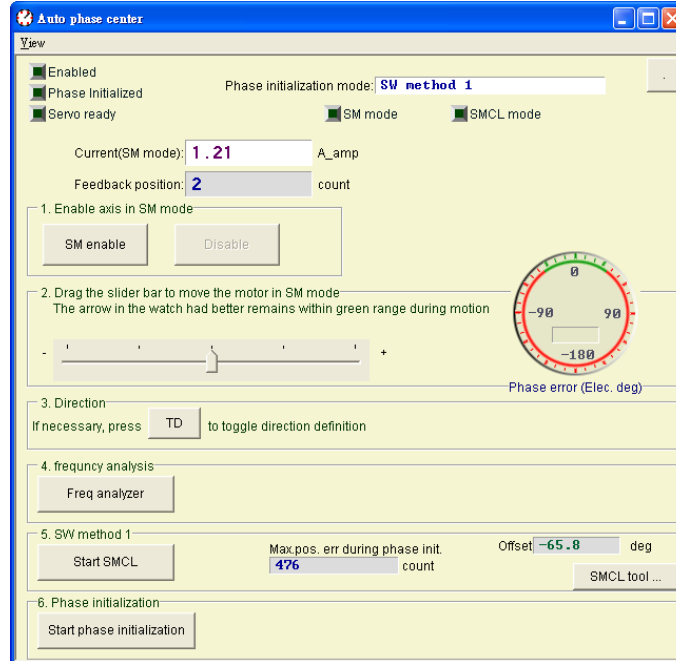 Auto phase center
View
Enabled
Phase Initialized
Servo ready
Phase initialization mode: SW method 1
.
SM mode
SMCL mode
Current(SM mode): 1.21 A_amp
Feedback position: 2 count
1. Enable axis in SM mode
SM enable
Disable
2. Drag the slider bar to move the motor in SM mode
The arrow in the watch had better remains within green range during motion
- +
0
-90 90
-180
Phase error (Elec. deg)
3. Direction
If necessary, press TD to toggle direction definition
4. frequncy analysis
Freq analyzer
5. SW method 1
Start SMCL
Max.pos. err during phase init.
476 count
Offset -65.8 deg
SMCL tool ...
6. Phase initialization
Start phase initialization